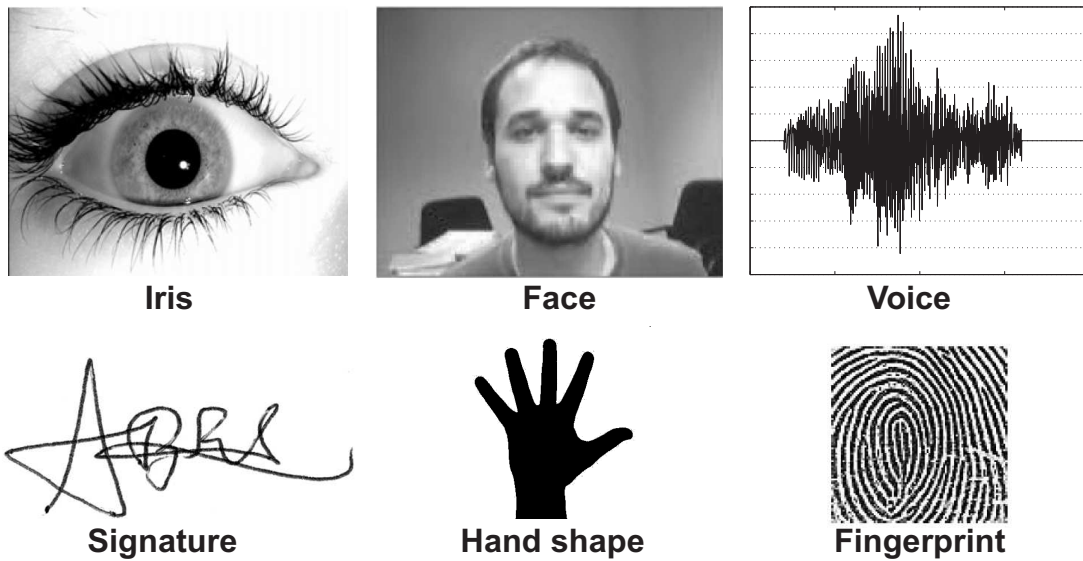 Iris
Face
Voice
Signature
Hand shape
Fingerprint